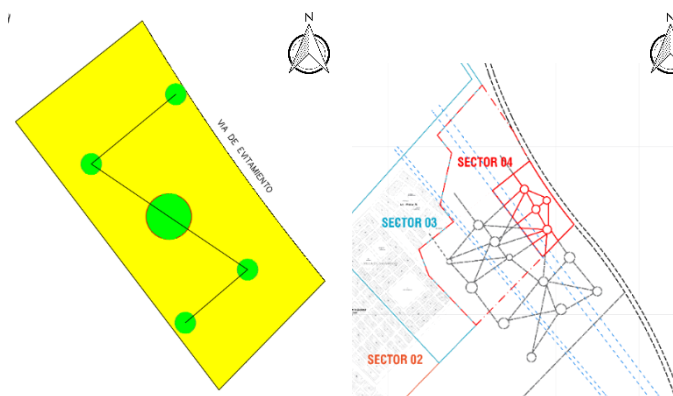 N
VIA DE EVITAMIENTO
N
SECTOR 04
SECTOR 03
SECTOR 02